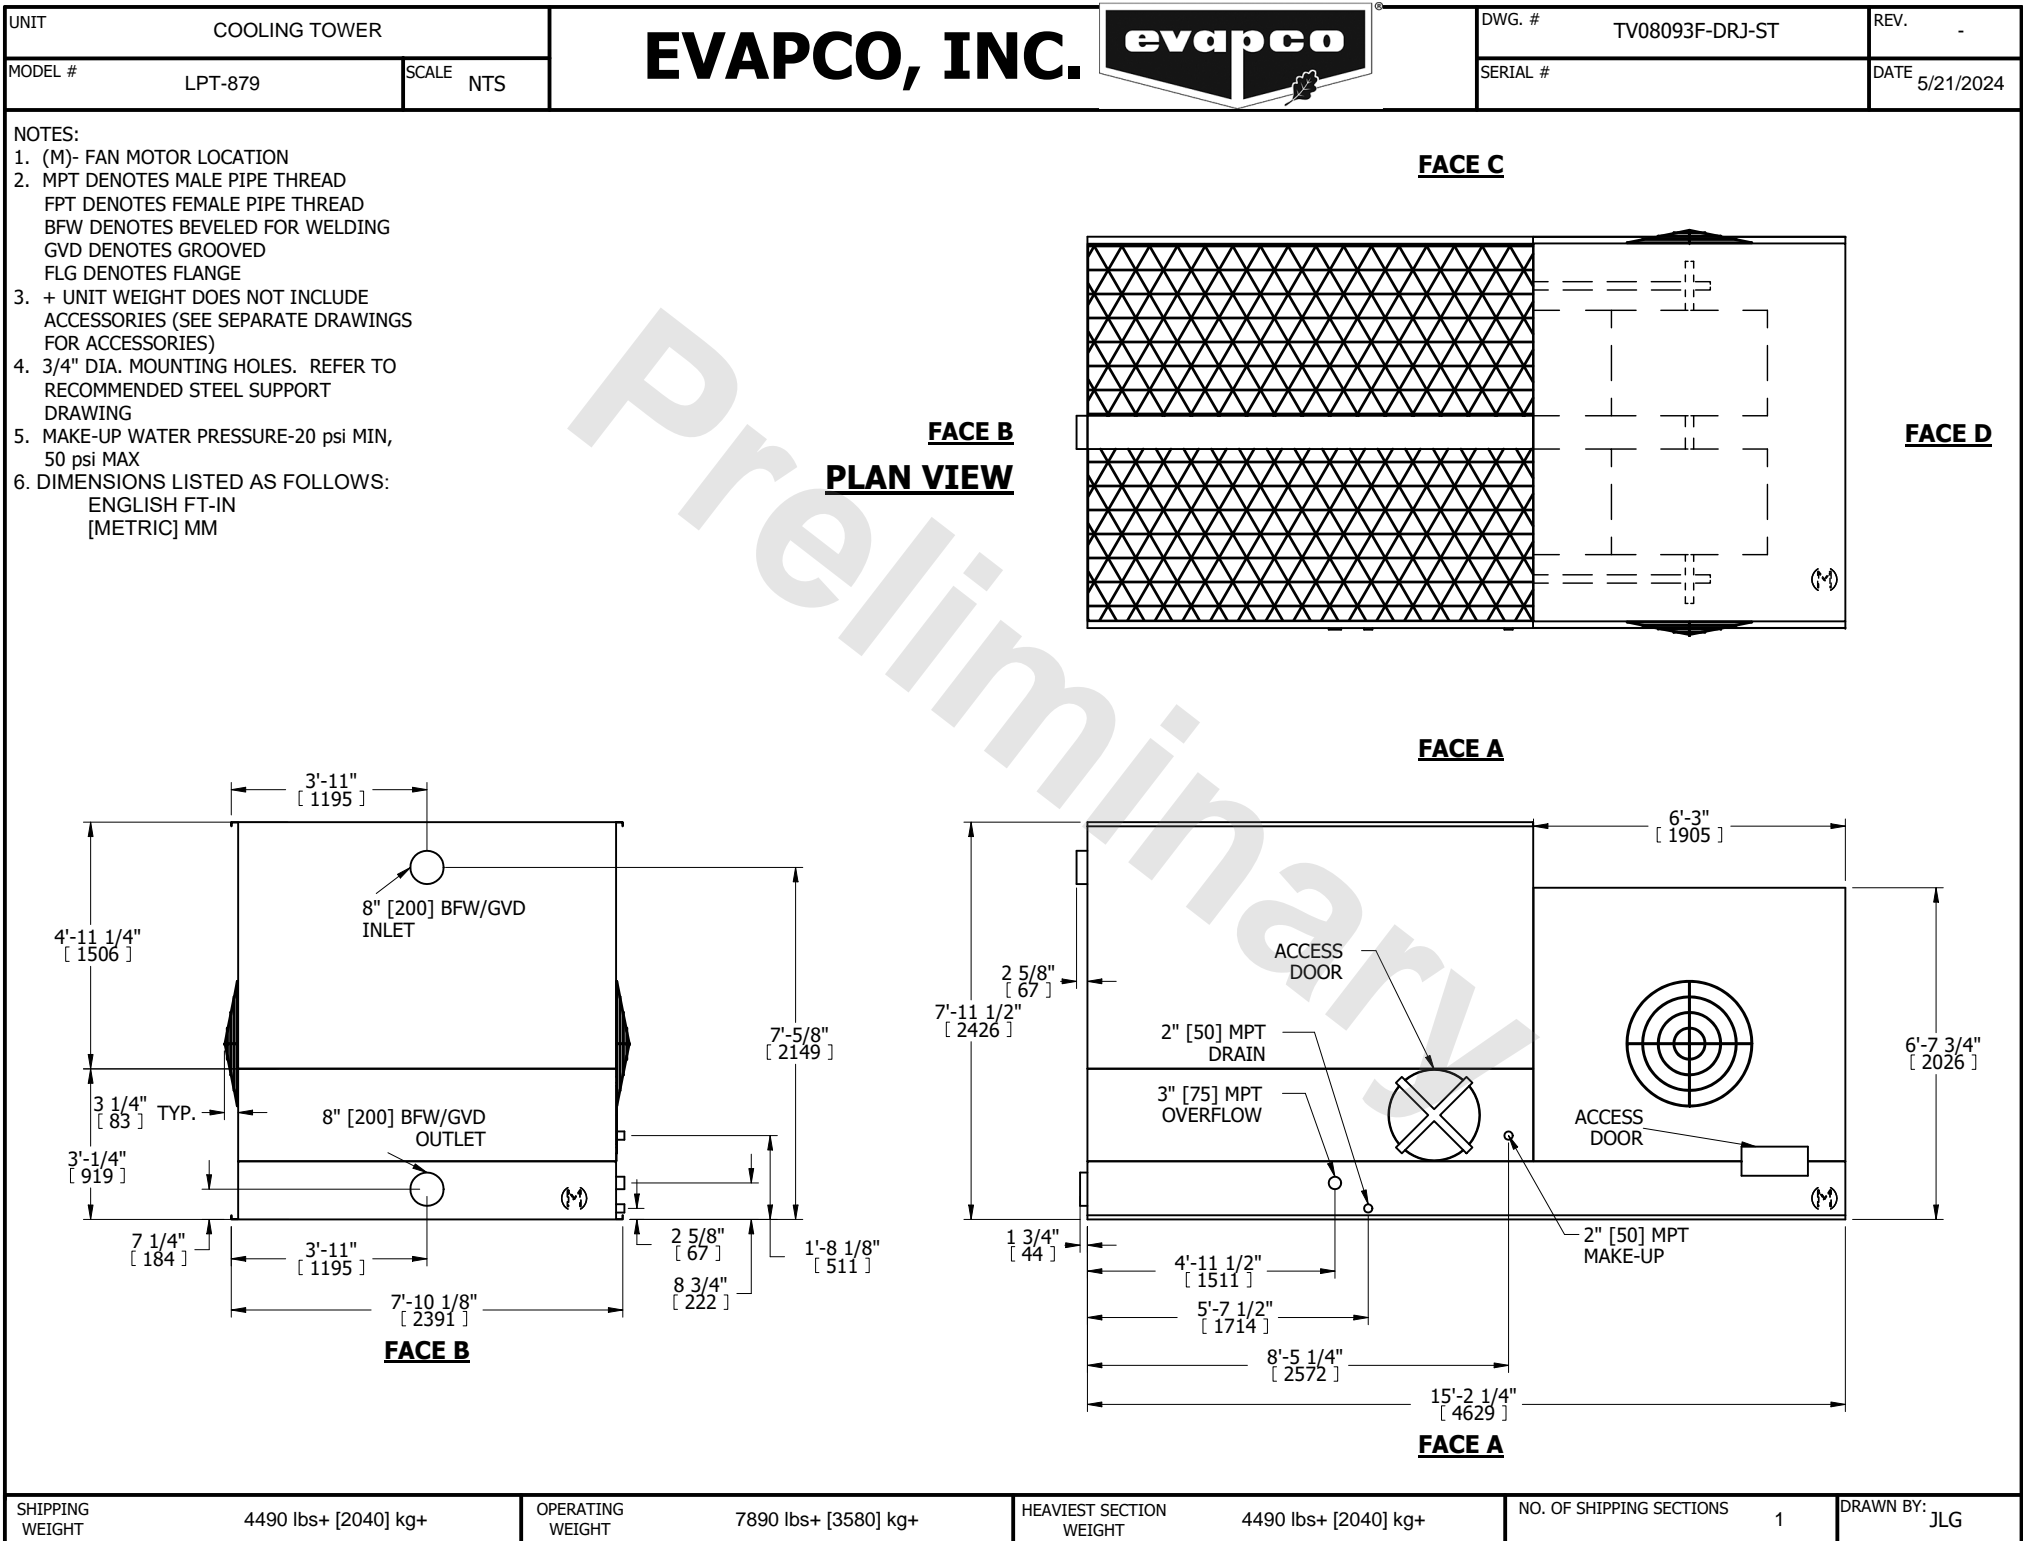 UNIT
COOLING TOWER
MODEL #
LPT-879
SCALE
NTS
EVAPCO, INC.
evapco
®
DWG. #
TV08093F-DRJ-ST
REV.
-
SERIAL #
DATE
5/21/2024
NOTES:
1. (M)- FAN MOTOR LOCATION
2. MPT DENOTES MALE PIPE THREAD
FPT DENOTES FEMALE PIPE THREAD
BFW DENOTES BEVELED FOR WELDING
GVD DENOTES GROOVED
FLG DENOTES FLANGE
3. + UNIT WEIGHT DOES NOT INCLUDE
ACCESSORIES (SEE SEPARATE DRAWINGS
FOR ACCESSORIES)
4. 3/4" DIA. MOUNTING HOLES. REFER TO
RECOMMENDED STEEL SUPPORT
DRAWING
5. MAKE-UP WATER PRESSURE-20 psi MIN,
50 psi MAX
6. DIMENSIONS LISTED AS FOLLOWS:
ENGLISH FT-IN
[METRIC] MM
FACE C
FACE B
PLAN VIEW
FACE D
(M)
FACE A
Preliminary
3'-11"
[ 1195 ]
8" [200] BFW/GVD
INLET
4'-11 1/4"
[ 1506 ]
7'-5/8"
[ 2149 ]
3 1/4"
[ 83 ]
TYP.
8" [200] BFW/GVD
OUTLET
3'-1/4"
[ 919 ]
(M)
7 1/4"
[ 184 ]
3'-11"
[ 1195 ]
2 5/8"
[ 67 ]
1'-8 1/8"
[ 511 ]
8 3/4"
[ 222 ]
7'-10 1/8"
[ 2391 ]
FACE B
6'-3"
[ 1905 ]
ACCESS
DOOR
2 5/8"
[ 67 ]
7'-11 1/2"
[ 2426 ]
2" [50] MPT
DRAIN
3" [75] MPT
OVERFLOW
6'-7 3/4"
[ 2026 ]
ACCESS
DOOR
(M)
1 3/4"
[ 44 ]
2" [50] MPT
MAKE-UP
4'-11 1/2"
[ 1511 ]
5'-7 1/2"
[ 1714 ]
8'-5 1/4"
[ 2572 ]
15'-2 1/4"
[ 4629 ]
FACE A
SHIPPING
WEIGHT
4490 lbs+ [2040] kg+
OPERATING
WEIGHT
7890 lbs+ [3580] kg+
HEAVIEST SECTION
WEIGHT
4490 lbs+ [2040] kg+
NO. OF SHIPPING SECTIONS
1
DRAWN BY:
JLG